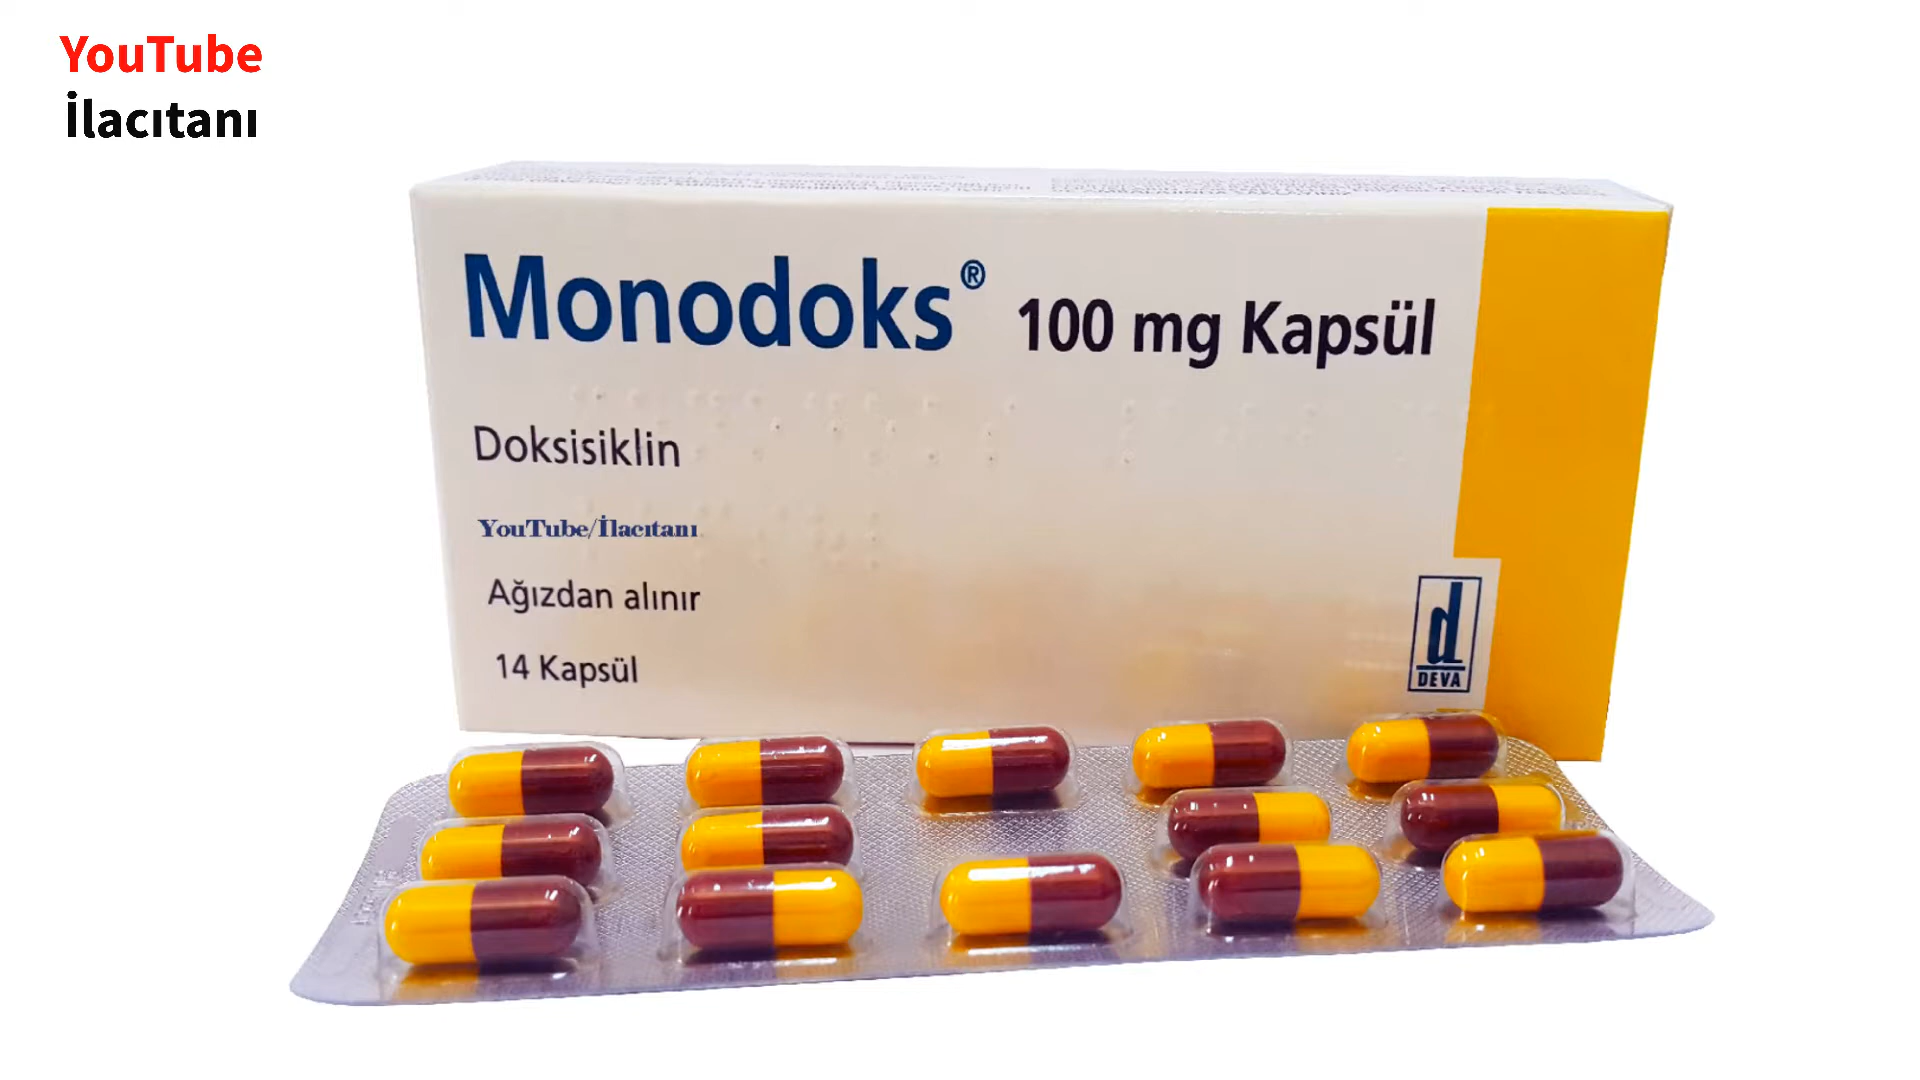 YouTube
İlacıtanı
Monodoks® 100 mg Kapsül
Doksisiklin
YouTube/İlacıtanı
Ağızdan alınır
14 Kapsül
d
DEVA